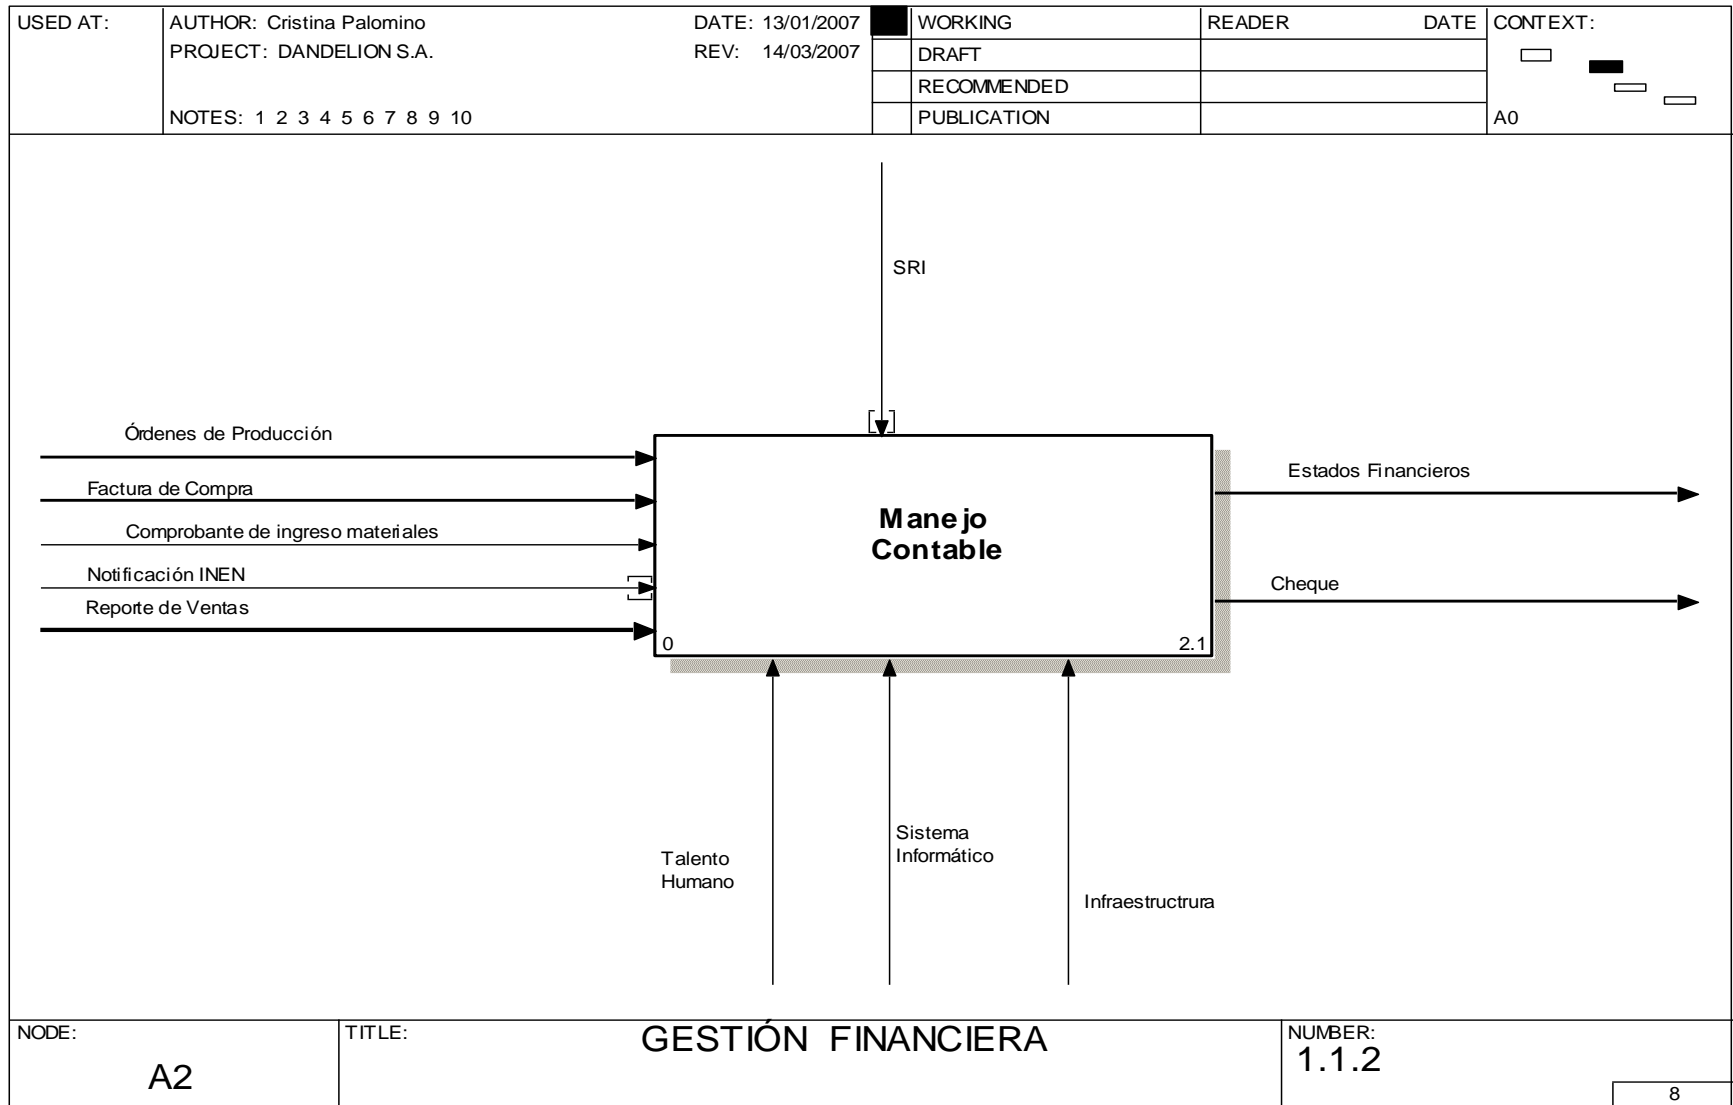 USED AT:
AUTHOR: Cristina Palomino
DATE: 13/01/2007
WORKING
READER
DATE
CONTEXT:
PROJECT: DANDELION S.A.
REV: 14/03/2007
DRAFT
RECOMMENDED
NOTES: 1 2 3 4 5 6 7 8 9 10
PUBLICATION
A0
SRI
Órdenes de Producción
Factura de Compra
Comprobante de ingreso materiales
Notificación INEN
Reporte de Ventas
Manejo
Contable
0
2.1
Estados Financieros
Cheque
Talento
Humano
Sistema
Informático
Infraestructrura
NODE:
A2
TITLE:
GESTIÓN FINANCIERA
NUMBER:
1.1.2
8